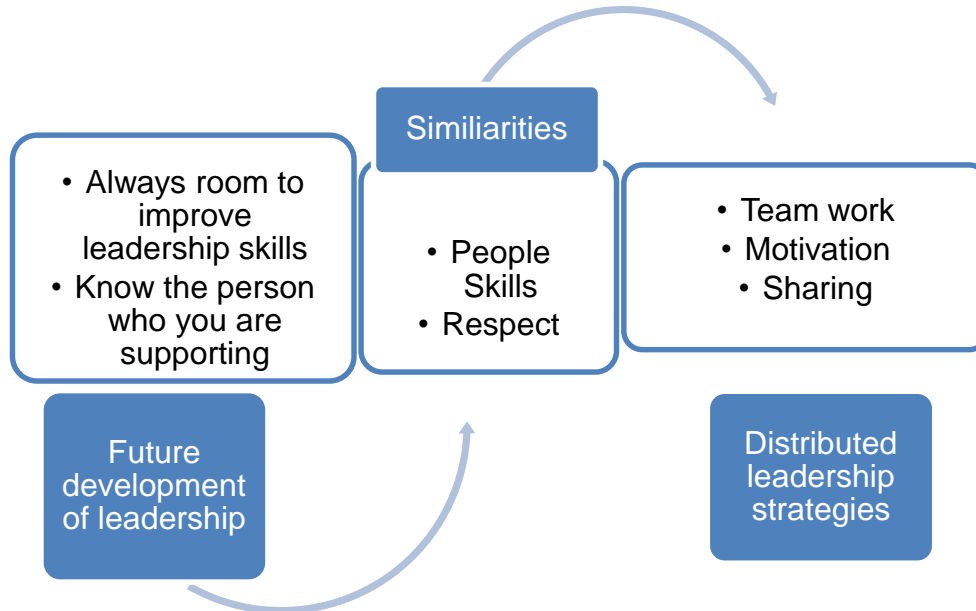 • Always room to
improve
leadership skills
• Know the person
who you are
supporting
Future
development
of leadership
Similiarities
• People
Skills
• Respect
• Team work
• Motivation
• Sharing
Distributed
leadership
strategies